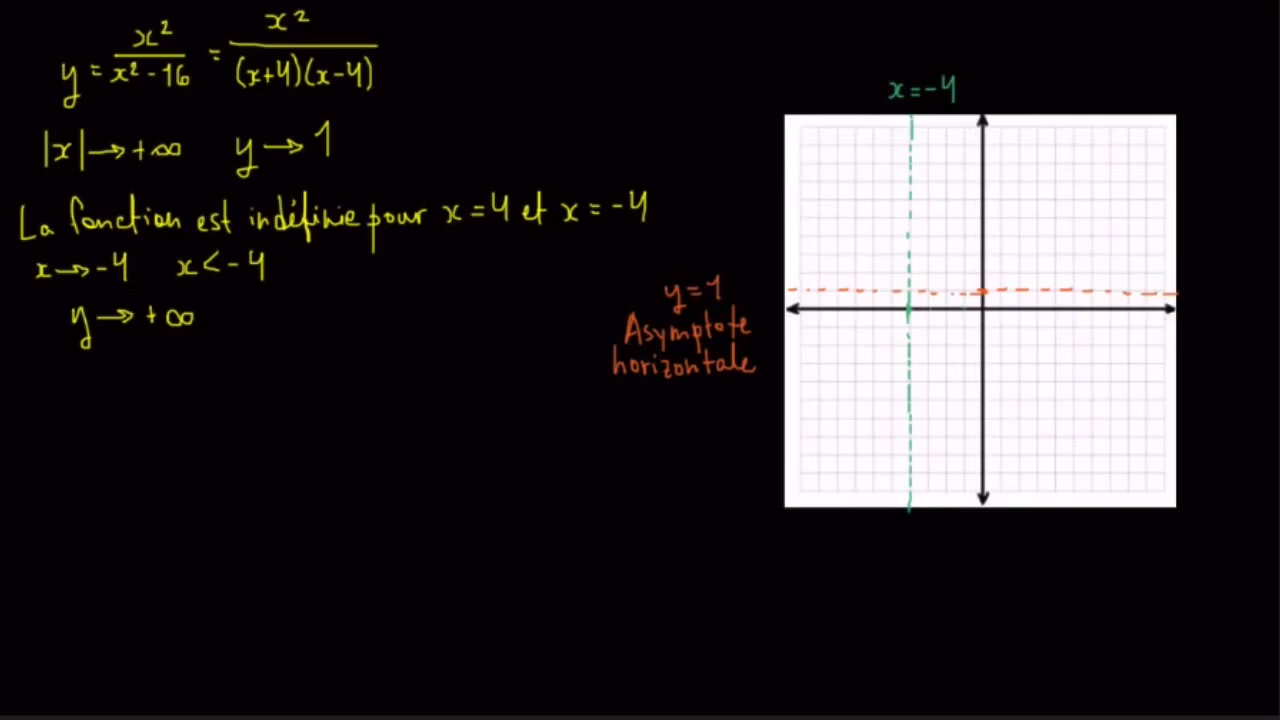 y = x²/(x² - 16) = x²/((x+4)(x-4))
|x| → +∞ y → 1
La fonction est indéfinie pour x = 4 et x = -4
x → -4 x < -4
y → +∞
x = -4
y = 1
Asymptote
horizontale